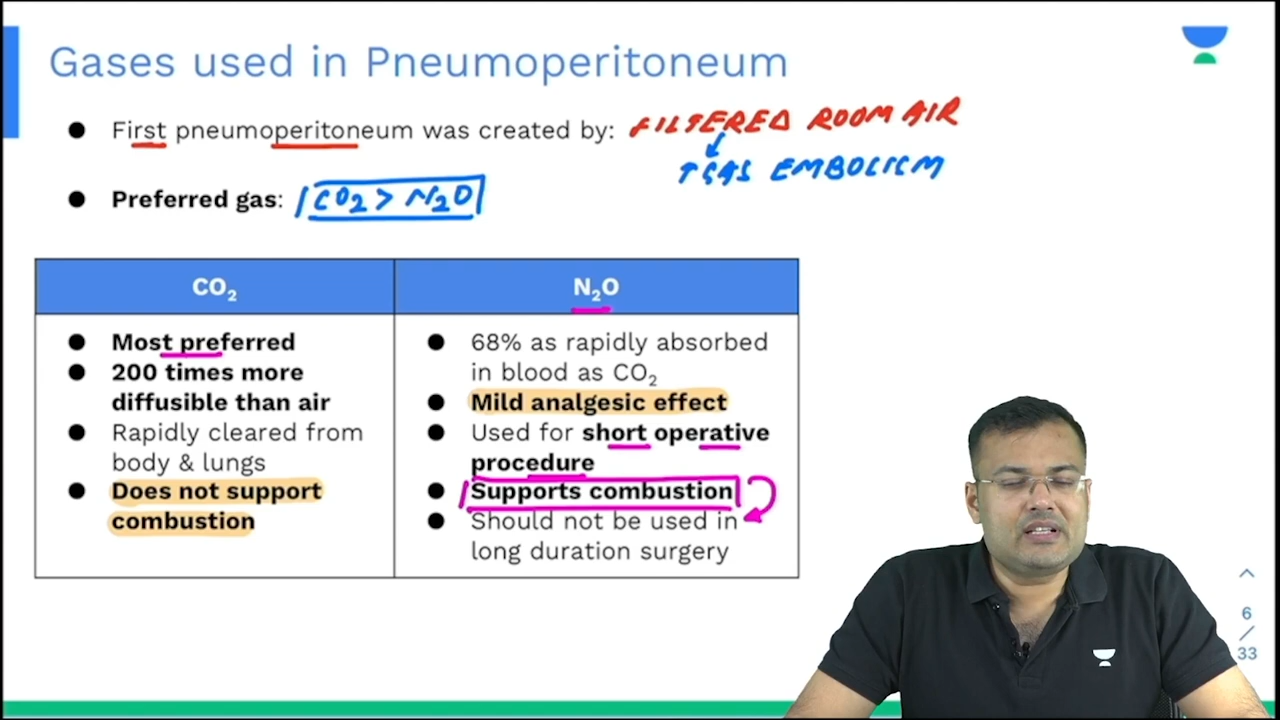 Gases used in Pneumoperitoneum
● First pneumoperitoneum was created by: FILTERED ROOM AIR
↑GAS EMBOLISM
● Preferred gas: CO₂ > N₂O
CO₂
● Most preferred
● 200 times more
diffusible than air
● Rapidly cleared from
body & lungs
● Does not support
combustion
N₂O
● 68% as rapidly absorbed
in blood as CO₂
● Mild analgesic effect
● Used for short operative
procedure
● Supports combustion
● Should not be used in
long duration surgery
6
/
33